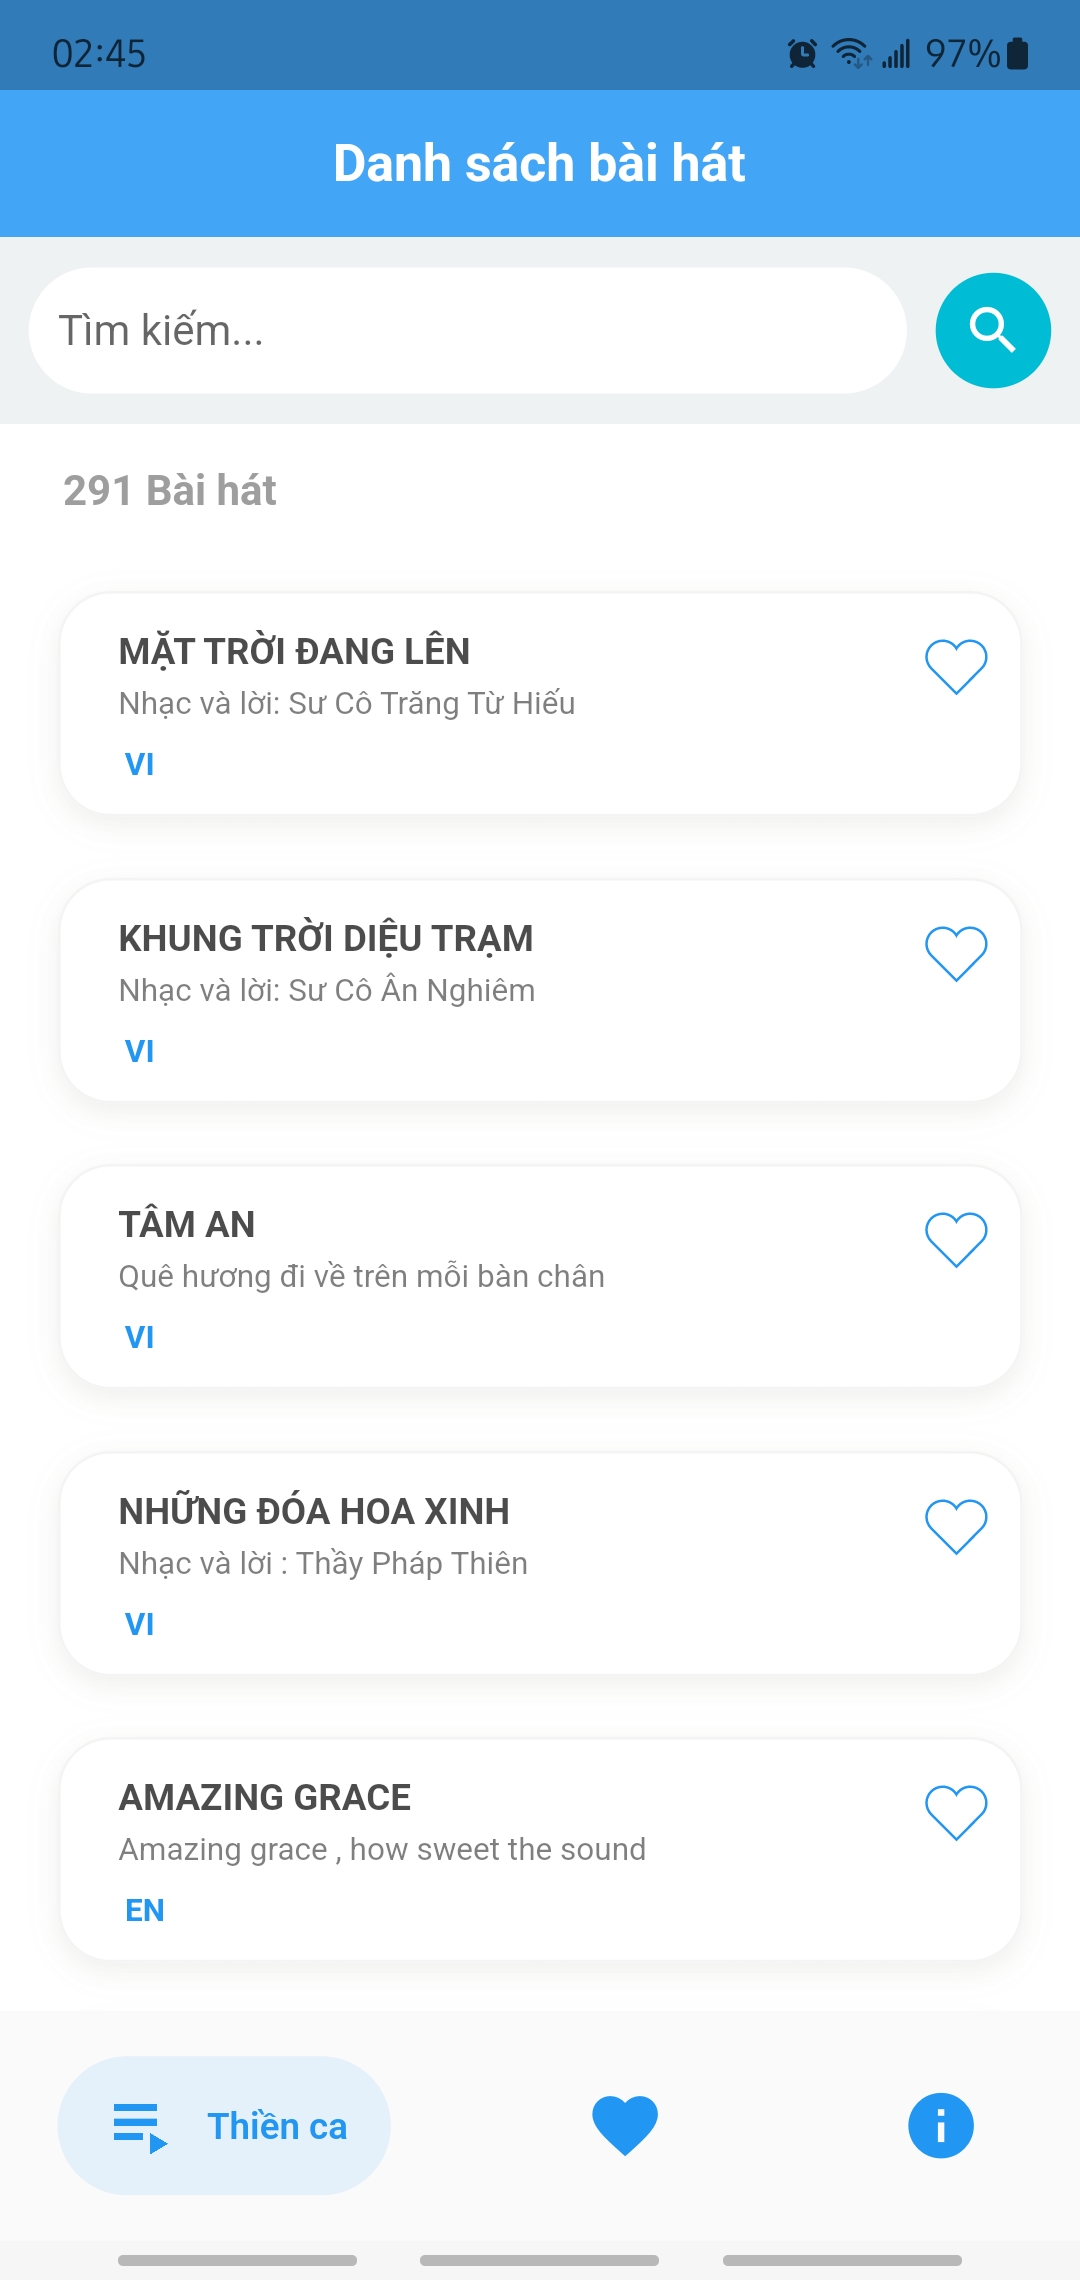 02:45 97%
Danh sách bài hát
Tìm kiếm...
291 Bài hát
MẶT TRỜI ĐANG LÊN
Nhạc và lời: Sư Cô Trăng Từ Hiếu
VI
KHUNG TRỜI DIỆU TRẠM
Nhạc và lời: Sư Cô Ân Nghiêm
VI
TÂM AN
Quê hương đi về trên mỗi bàn chân
VI
NHỮNG ĐÓA HOA XINH
Nhạc và lời : Thầy Pháp Thiên
VI
AMAZING GRACE
Amazing grace , how sweet the sound
EN
Thiền ca